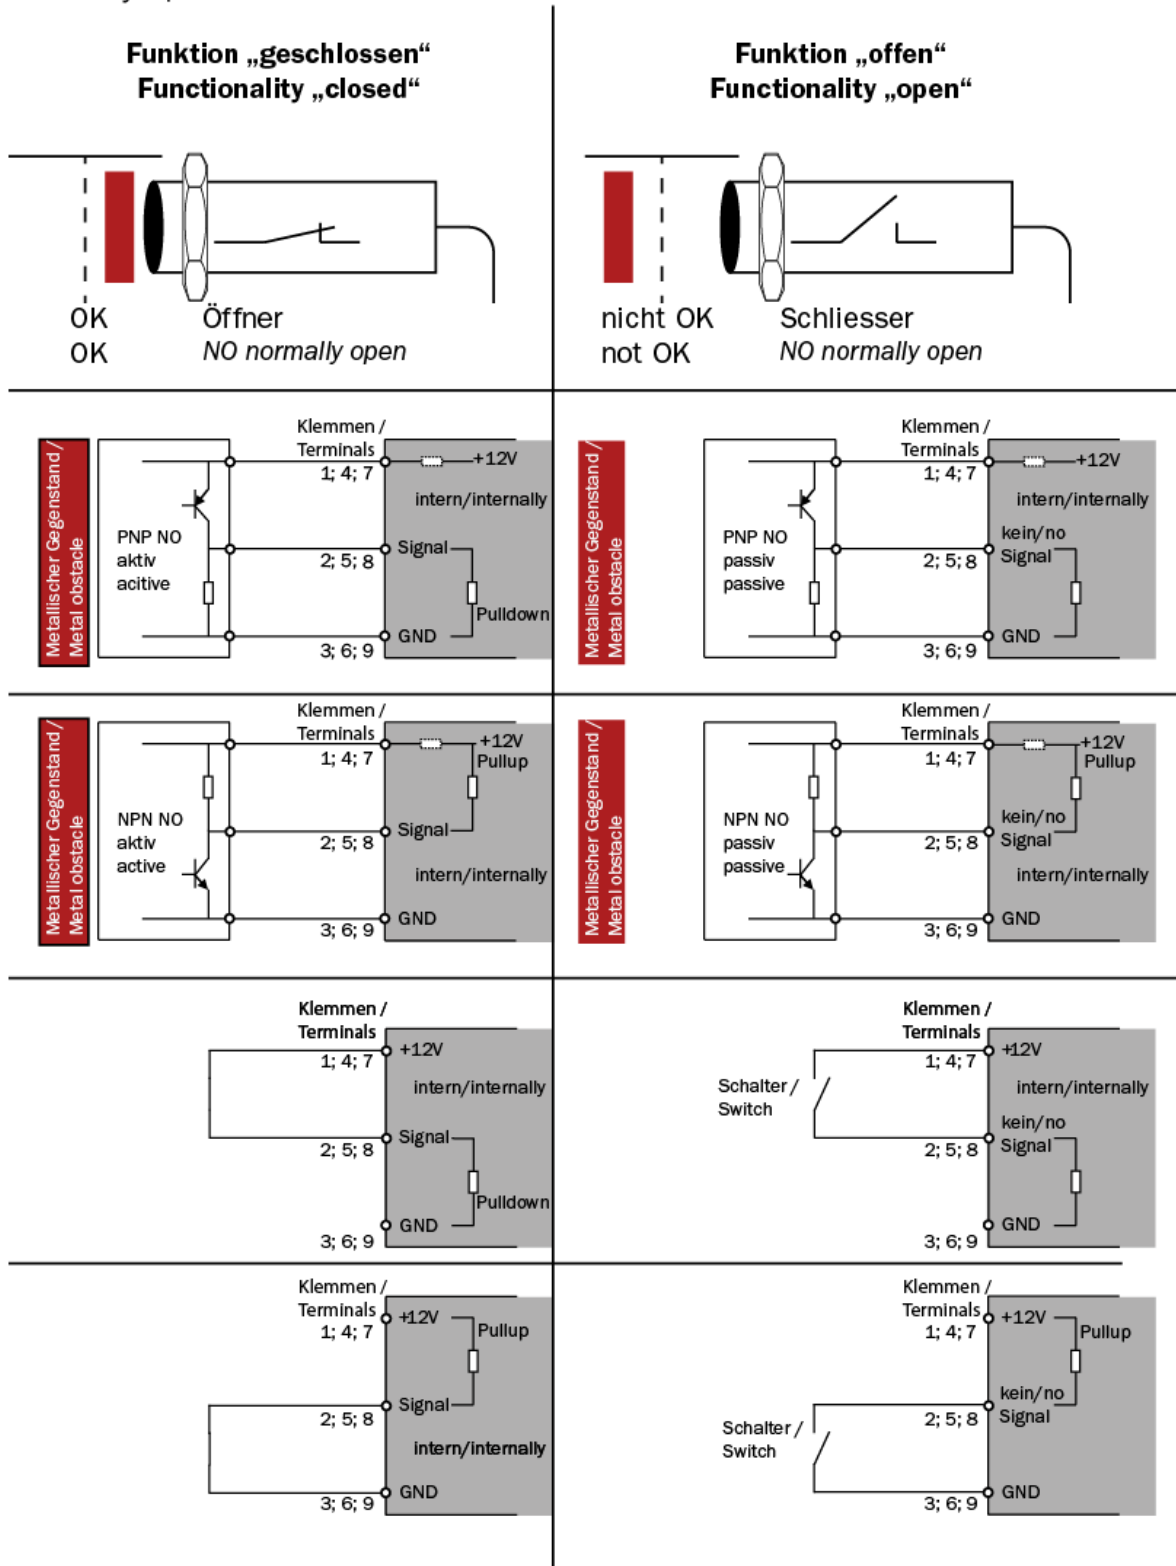 Funktion „geschlossen“
Functionality „closed“
Funktion „offen“
Functionality „open“
OK
OK
Öffner
NO normally open
nicht OK
not OK
Schliesser
NO normally open
Metallischer Gegenstand /
Metal obstacle
PNP NO
aktiv
acitive
Klemmen /
Terminals
1; 4; 7
+12V
intern/internally
2; 5; 8
Signal
Pulldown
3; 6; 9
GND
Metallischer Gegenstand /
Metal obstacle
PNP NO
passiv
passive
Klemmen /
Terminals
1; 4; 7
+12V
intern/internally
kein/no
Signal
2; 5; 8
3; 6; 9
GND
Metallischer Gegenstand /
Metal obstacle
NPN NO
aktiv
active
Klemmen /
Terminals
1; 4; 7
+12V
Pullup
2; 5; 8
Signal
intern/internally
3; 6; 9
GND
Metallischer Gegenstand /
Metal obstacle
NPN NO
passiv
passive
Klemmen /
Terminals
1; 4; 7
+12V
Pullup
kein/no
Signal
2; 5; 8
intern/internally
3; 6; 9
GND
Klemmen /
Terminals
1; 4; 7
+12V
intern/internally
2; 5; 8
Signal
Pulldown
3; 6; 9
GND
Schalter /
Switch
Klemmen /
Terminals
1; 4; 7
+12V
intern/internally
kein/no
Signal
2; 5; 8
3; 6; 9
GND
Klemmen /
Terminals
1; 4; 7
+12V
Pullup
2; 5; 8
Signal
intern/internally
3; 6; 9
GND
Schalter /
Switch
Klemmen /
Terminals
1; 4; 7
+12V
Pullup
kein/no
Signal
2; 5; 8
3; 6; 9
GND